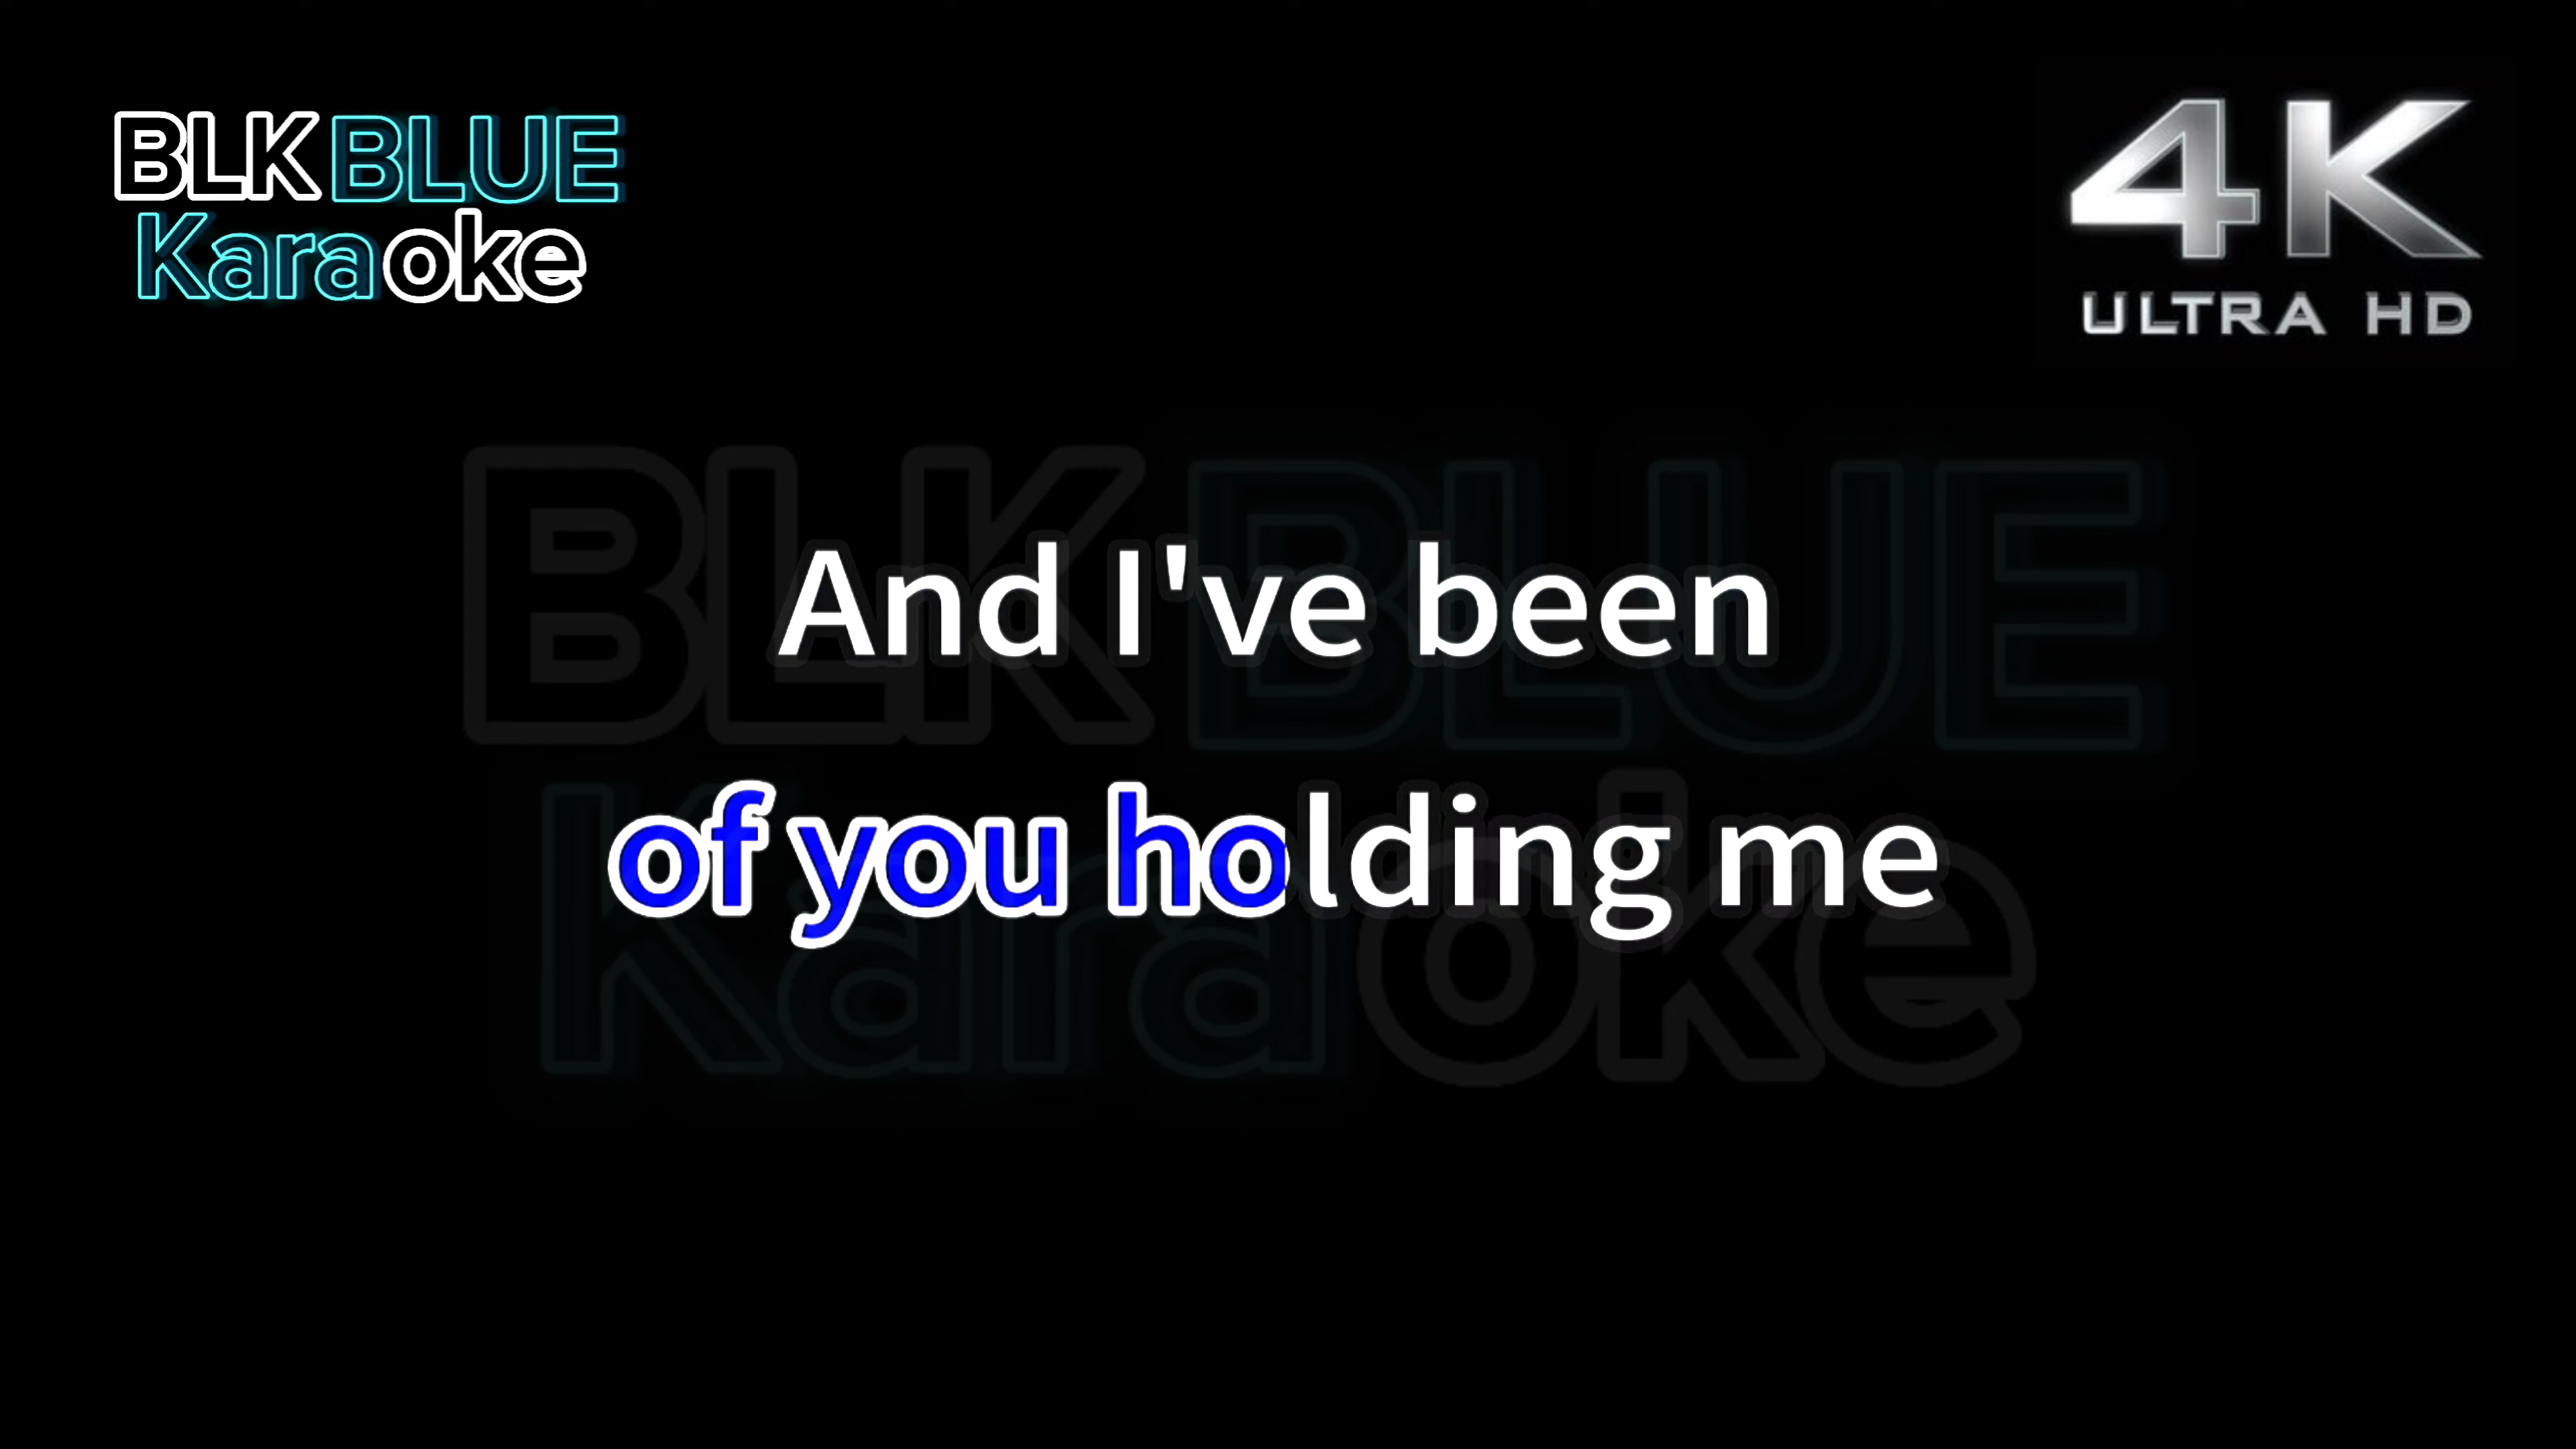 BLK BLUE
Karaoke
4K
ULTRA HD
BLK BLUE
Karaoke
And I've been
of you holding me